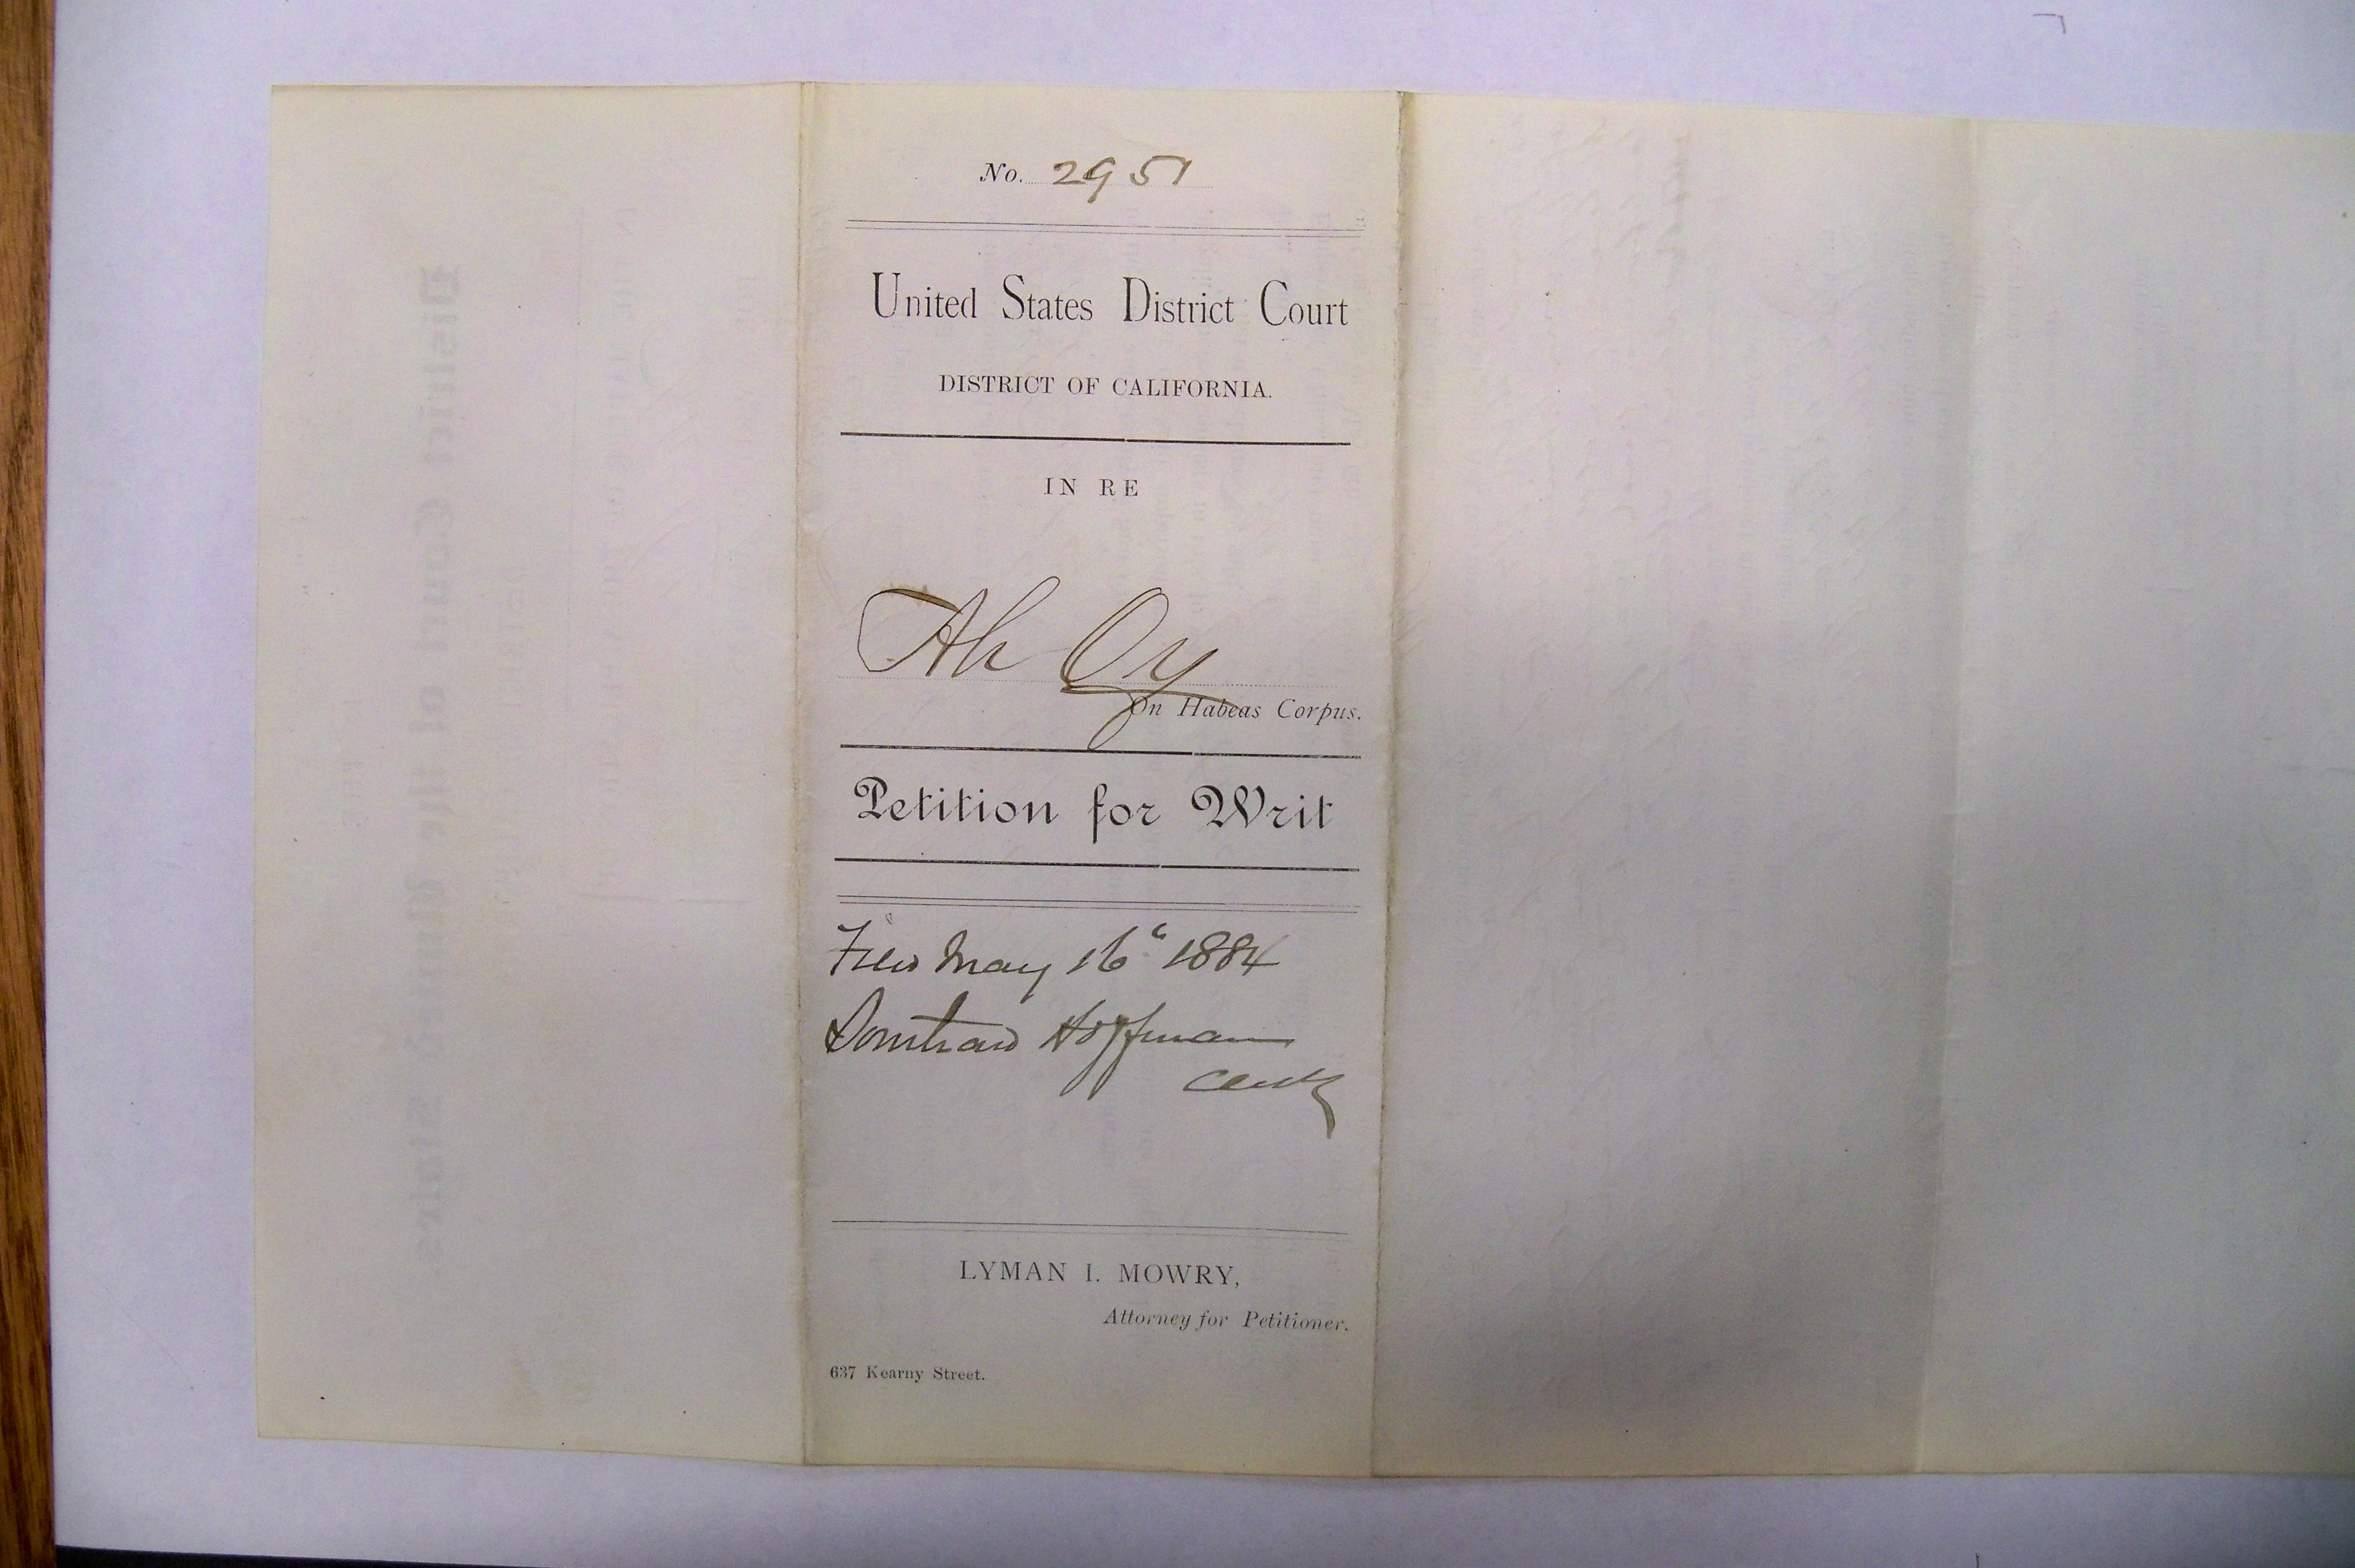 No. 2951
United States District Court
DISTRICT OF CALIFORNIA.
IN RE
Ah Oy
On Habeas Corpus.
Petition for Writ
Filed May 16" 1884
Southard Hoffman
Clerk
LYMAN I. MOWRY,
Attorney for Petitioner.
637 Kearny Street.